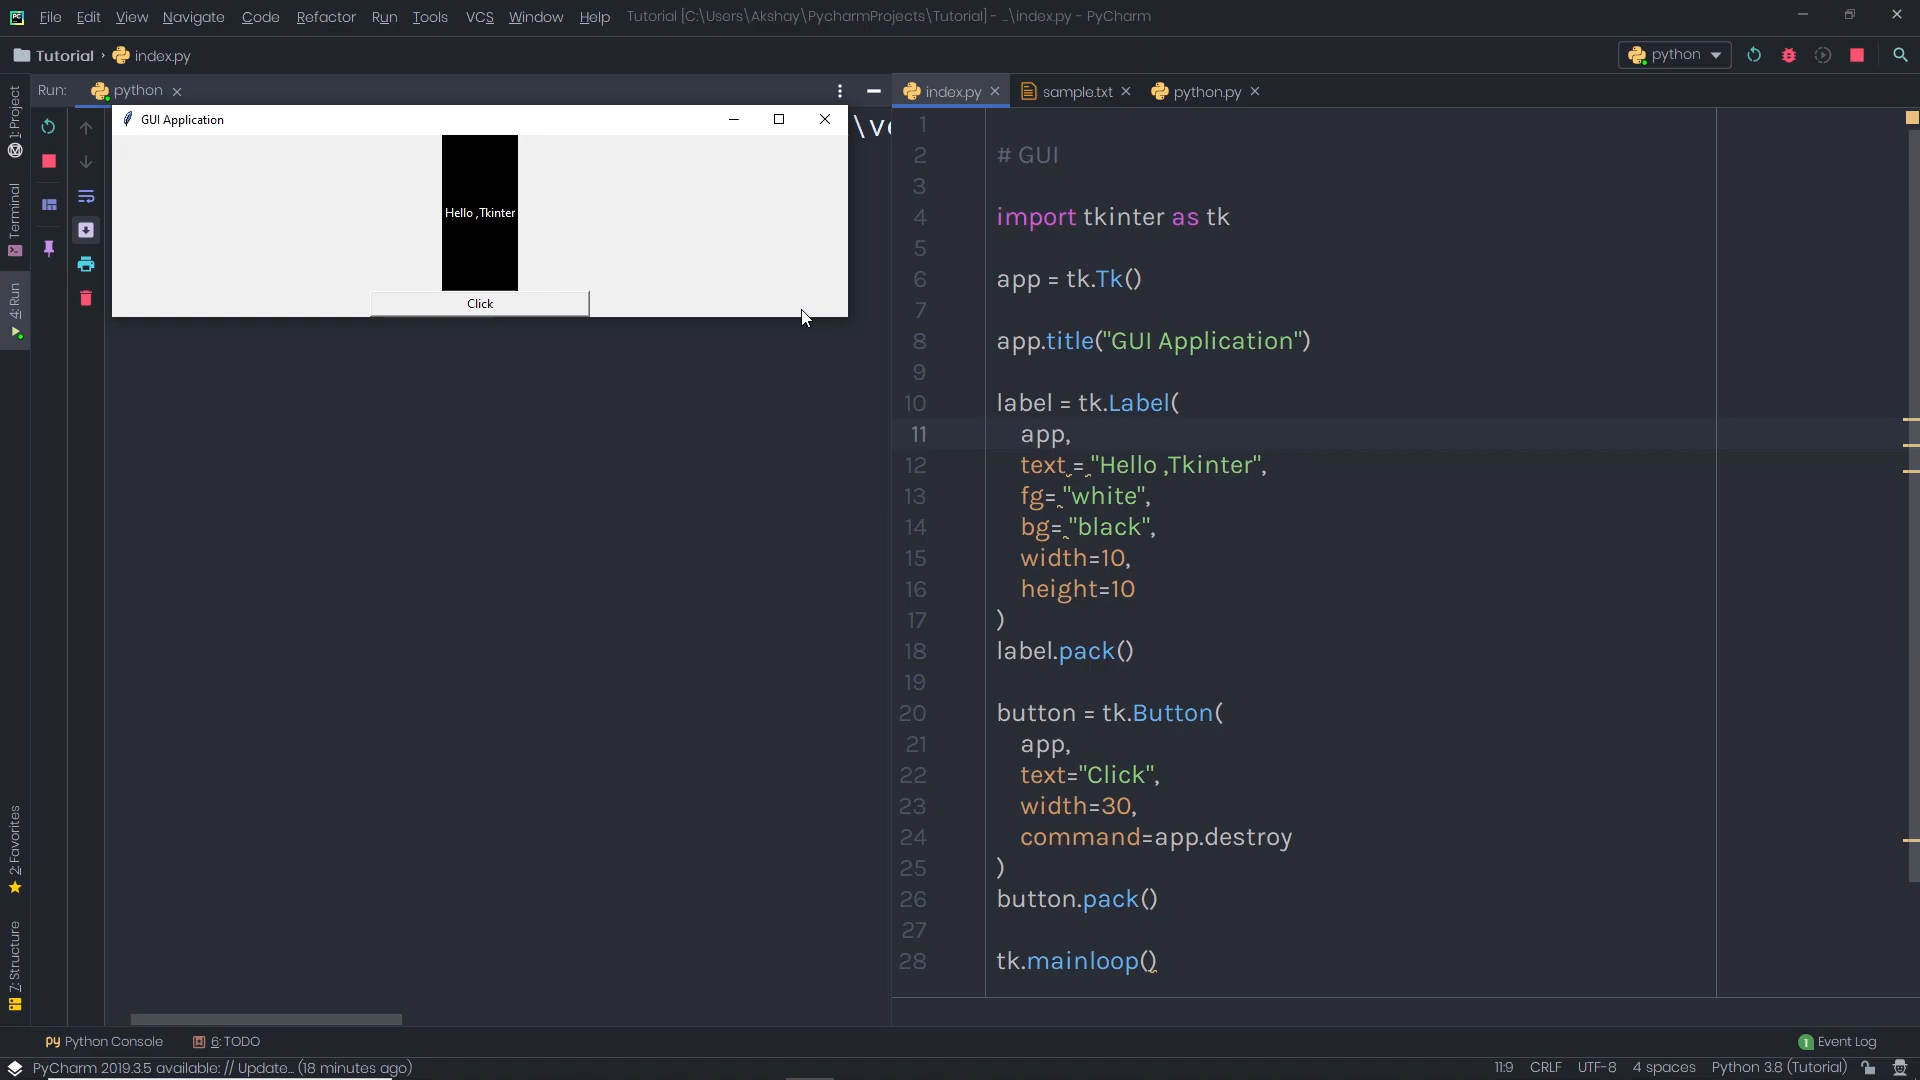 File Edit View Navigate Code Refactor Run Tools VCS Window Help Tutorial [C:\Users\Akshay\PycharmProjects\Tutorial] - ...\index.py - PyCharm
Tutorial index.py python
Run: python
index.py sample.txt python.py
GUI Application
Hello ,Tkinter
Click
1: Project
Terminal
4: Run
2: Favorites
7: Structure
1
2 # GUI
3
4 import tkinter as tk
5
6 app = tk.Tk()
7
8 app.title("GUI Application")
9
10 label = tk.Label(
11 app,
12 text = "Hello ,Tkinter",
13 fg= "white",
14 bg= "black",
15 width=10,
16 height=10
17 )
18 label.pack()
19
20 button = tk.Button(
21 app,
22 text="Click",
23 width=30,
24 command=app.destroy
25 )
26 button.pack()
27
28 tk.mainloop()
Python Console 6: TODO 1 Event Log
PyCharm 2019.3.5 available: // Update... (18 minutes ago) 11:9 CRLF UTF-8 4 spaces Python 3.8 (Tutorial)